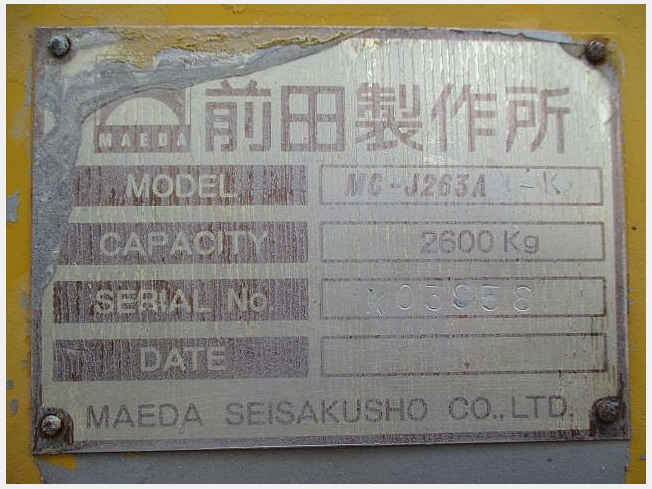 MAEDA 前田製作所
MODEL MC-J263A
CAPACITY 2600 Kg
SERIAL No
DATE
MAEDA SEISAKUSHO CO., LTD.